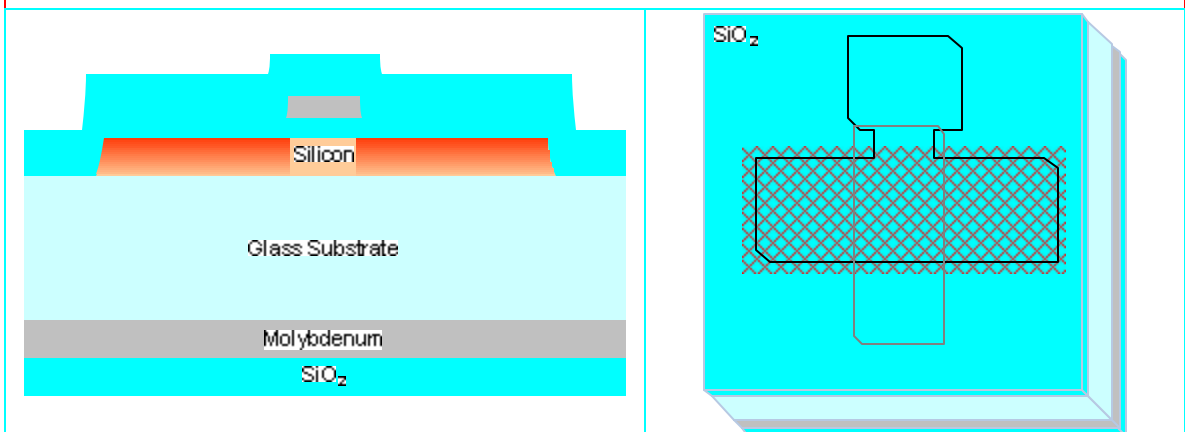 Silicon
Glass Substrate
Molybdenum
SiO₂
SiO₂